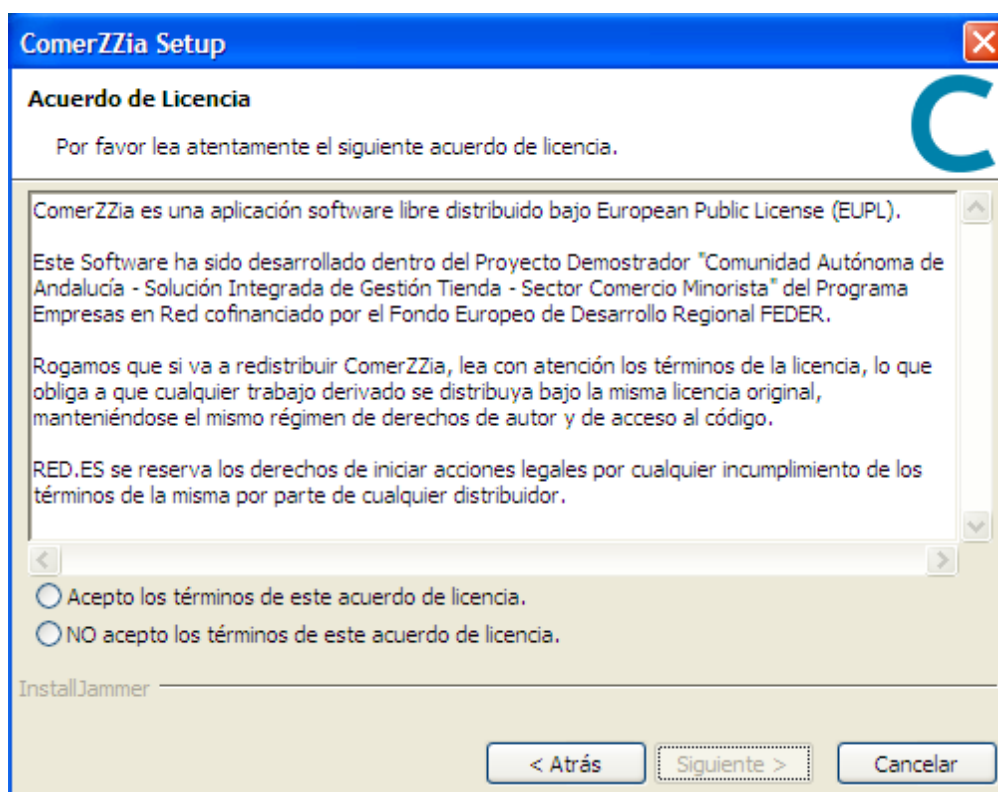 ComerZZia Setup
Acuerdo de Licencia
Por favor lea atentamente el siguiente acuerdo de licencia.
C
ComerZZia es una aplicación software libre distribuido bajo European Public License (EUPL).
Este Software ha sido desarrollado dentro del Proyecto Demostrador "Comunidad Autónoma de
Andalucía - Solución Integrada de Gestión Tienda - Sector Comercio Minorista" del Programa
Empresas en Red cofinanciado por el Fondo Europeo de Desarrollo Regional FEDER.
Rogamos que si va a redistribuir ComerZZia, lea con atención los términos de la licencia, lo que
obliga a que cualquier trabajo derivado se distribuya bajo la misma licencia original,
manteniéndose el mismo régimen de derechos de autor y de acceso al código.
RED.ES se reserva los derechos de iniciar acciones legales por cualquier incumplimiento de los
términos de la misma por parte de cualquier distribuidor.
Acepto los términos de este acuerdo de licencia.
NO acepto los términos de este acuerdo de licencia.
InstallJammer
< Atrás
Siguiente >
Cancelar